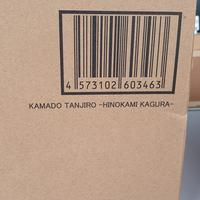 4 573102 603463
KAMADO TANJIRO -HINOKAMI KAGURA-